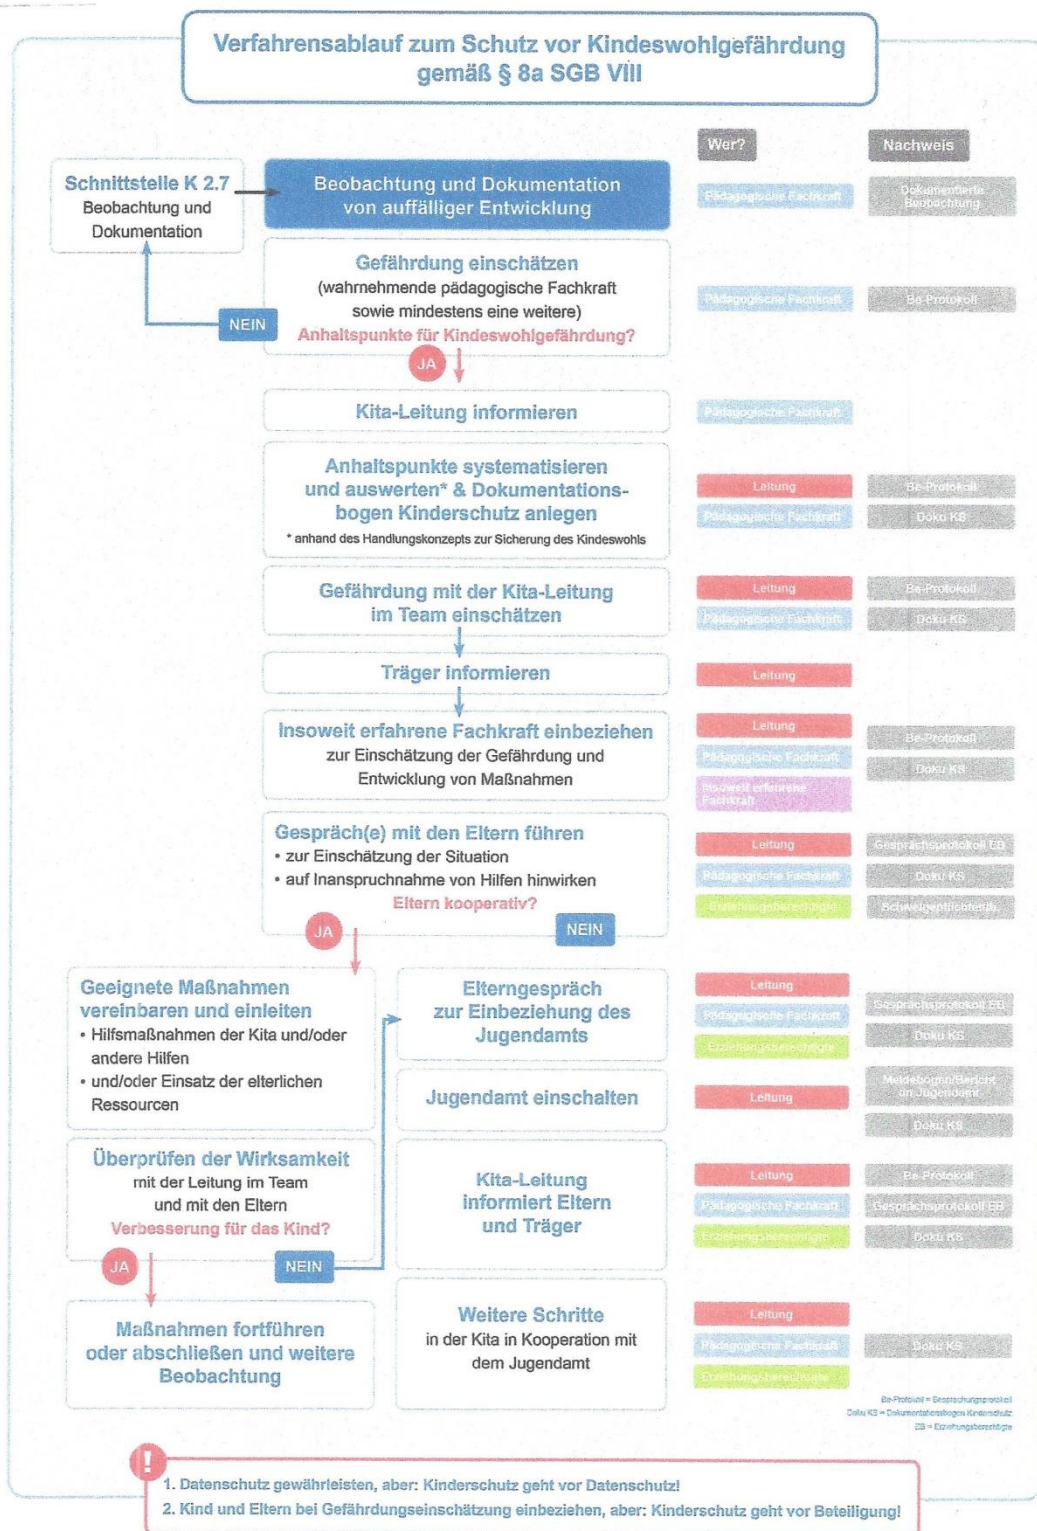 Verfahrensablauf zum Schutz vor Kindeswohlgefährdung
gemäß § 8a SGB VIII
Wer?
Nachweis
Schnittstelle K 2.7
Beobachtung und
Dokumentation
Beobachtung und Dokumentation
von auffälliger Entwicklung
Pädagogische Fachkraft
Dokumentierte
Beobachtung
Gefährdung einschätzen
(wahrnehmende pädagogische Fachkraft
sowie mindestens eine weitere)
Anhaltspunkte für Kindeswohlgefährdung?
NEIN
JA
Pädagogische Fachkraft
Be-Protokoll
Kita-Leitung informieren
Pädagogische Fachkraft
Anhaltspunkte systematisieren
und auswerten* & Dokumentations-
bogen Kinderschutz anlegen
* anhand des Handlungskonzepts zur Sicherung des Kindeswohls
Leitung
Be-Protokoll
Pädagogische Fachkraft
Doku KS
Gefährdung mit der Kita-Leitung
im Team einschätzen
Leitung
Be-Protokoll
Pädagogische Fachkraft
Doku KS
Träger informieren
Leitung
Insoweit erfahrene Fachkraft einbeziehen
zur Einschätzung der Gefährdung und
Entwicklung von Maßnahmen
Leitung
Pädagogische Fachkraft
Insoweit erfahrene
Fachkraft
Be-Protokoll
Doku KS
Gespräch(e) mit den Eltern führen
• zur Einschätzung der Situation
• auf Inanspruchnahme von Hilfen hinwirken
Eltern kooperativ?
JA
NEIN
Leitung
Gesprächsprotokoll EB
Pädagogische Fachkraft
Doku KS
Erziehungsberechtigte
Geeignete Maßnahmen
vereinbaren und einleiten
• Hilfsmaßnahmen der Kita und/oder
andere Hilfen
• und/oder Einsatz der elterlichen
Ressourcen
Elterngespräch
zur Einbeziehung des
Jugendamts
Leitung
Pädagogische Fachkraft
Erziehungsberechtigte
Gesprächsprotokoll EB
Doku KS
Jugendamt einschalten
Leitung
Meldebogen/Bericht
an Jugendamt
Doku KS
Überprüfen der Wirksamkeit
mit der Leitung im Team
und mit den Eltern
Verbesserung für das Kind?
JA
NEIN
Kita-Leitung
informiert Eltern
und Träger
Leitung
Be-Protokoll
Pädagogische Fachkraft
Gesprächsprotokoll EB
Erziehungsberechtigte
Doku KS
Maßnahmen fortführen
oder abschließen und weitere
Beobachtung
Weitere Schritte
in der Kita in Kooperation mit
dem Jugendamt
Leitung
Pädagogische Fachkraft
Doku KS
Erziehungsberechtigte
Doku KS = Dokumentationsbogen Kinderschutz
EB = Erziehungsberechtigte
!
1. Datenschutz gewährleisten, aber: Kinderschutz geht vor Datenschutz!
2. Kind und Eltern bei Gefährdungseinschätzung einbeziehen, aber: Kinderschutz geht vor Beteiligung!